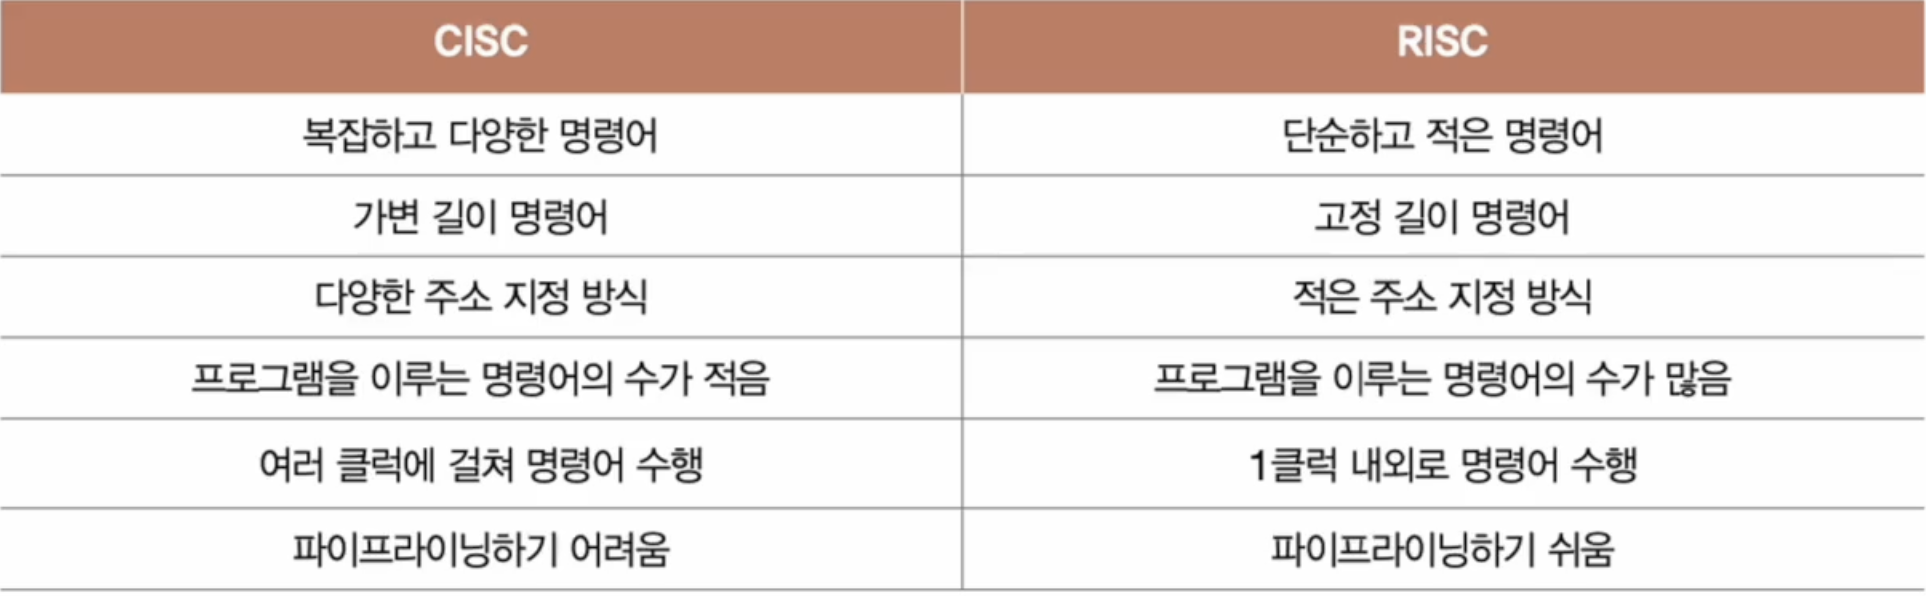 CISC RISC
복잡하고 다양한 명령어 단순하고 적은 명령어
가변 길이 명령어 고정 길이 명령어
다양한 주소 지정 방식 적은 주소 지정 방식
프로그램을 이루는 명령어의 수가 적음 프로그램을 이루는 명령어의 수가 많음
여러 클럭에 걸쳐 명령어 수행 1클럭 내외로 명령어 수행
파이프라이닝하기 어려움 파이프라이닝하기 쉬움